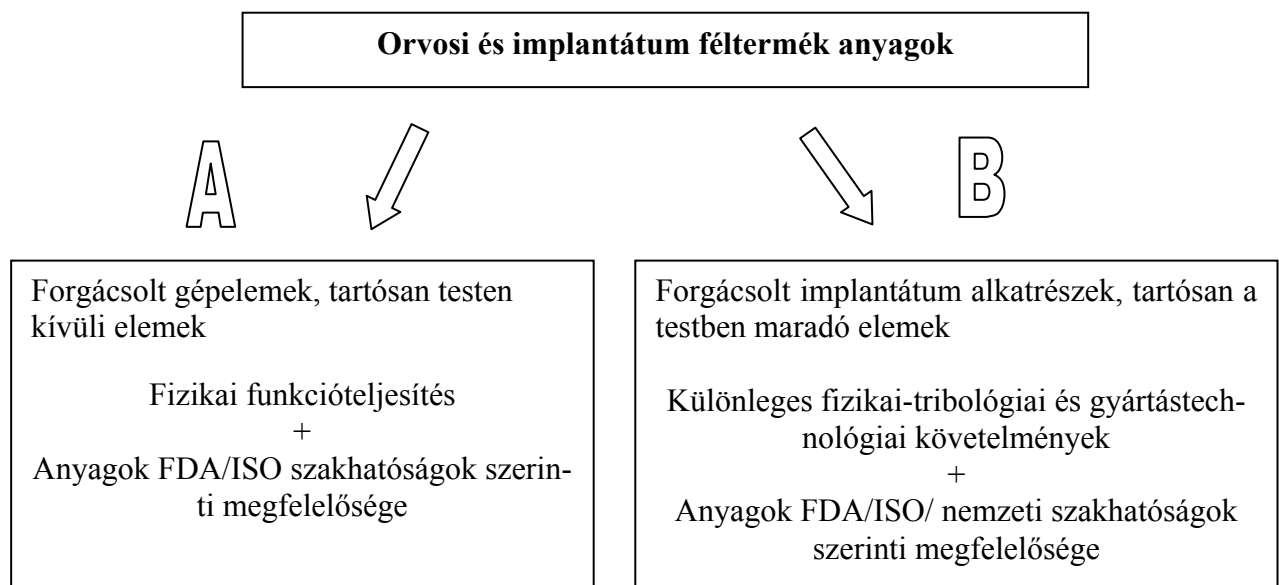 Orvosi és implantátum féltermék anyagok
A
B
Forgácsolt gépelemek, tartósan testen
kívüli elemek
Fizikai funkcióteljesítés
+
Anyagok FDA/ISO szakhatóságok szerin-
ti megfelelősége
Forgácsolt implantátum alkatrészek, tartósan a
testben maradó elemek
Különleges fizikai-tribológiai és gyártástech-
nológiai követelmények
+
Anyagok FDA/ISO/ nemzeti szakhatóságok
szerinti megfelelősége